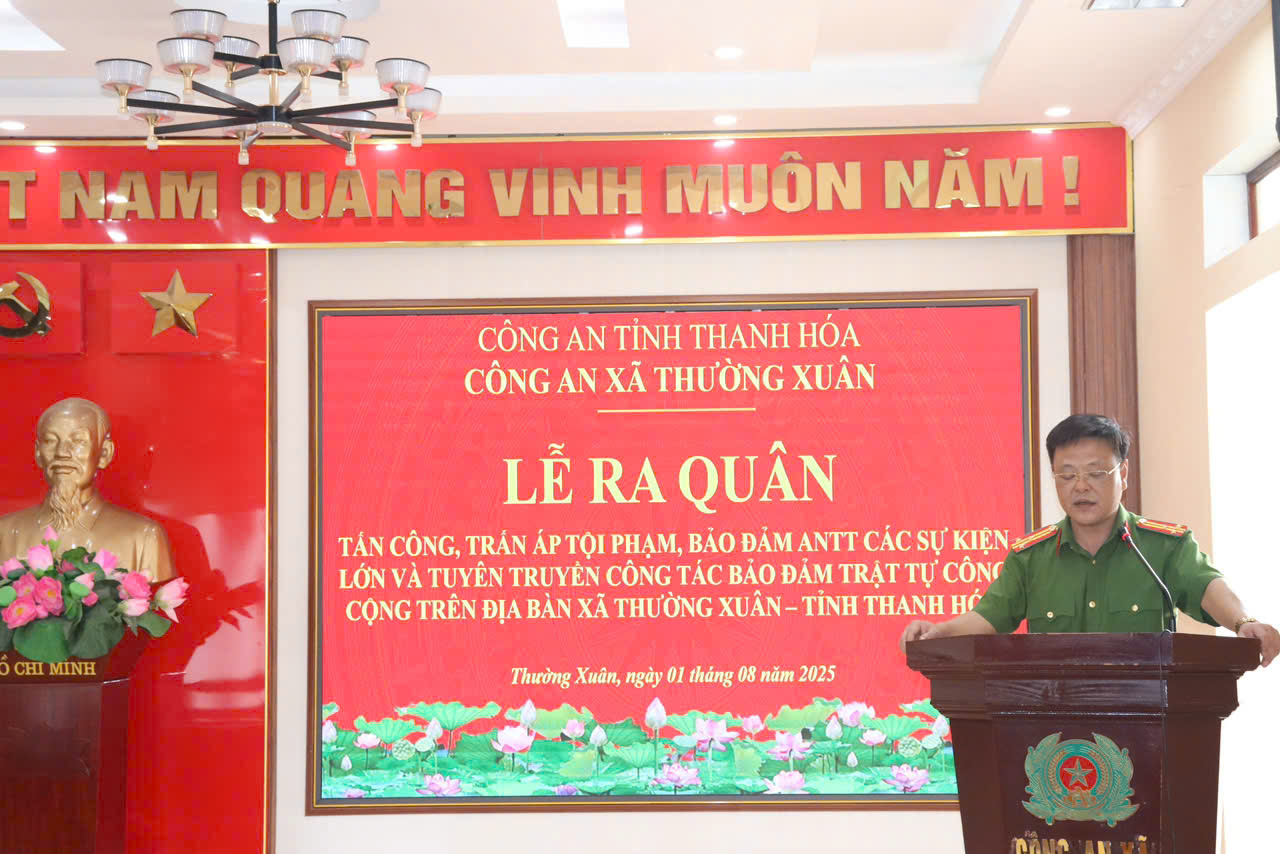 T NAM QUANG VINH MUÔN NĂM !
CÔNG AN TỈNH THANH HÓA
CÔNG AN XÃ THƯỜNG XUÂN
LỄ RA QUÂN
TẤN CÔNG, TRẤN ÁP TỘI PHẠM, BẢO ĐẢM ANTT CÁC SỰ KIỆN
LỚN VÀ TUYÊN TRUYỀN CÔNG TÁC BẢO ĐẢM TRẬT TỰ CÔNG
CỘNG TRÊN ĐỊA BÀN XÃ THƯỜNG XUÂN – TỈNH THANH HÓ
Thường Xuân, ngày 01 tháng 08 năm 2025
Ồ CHÍ MINH
CÔNG AN XÃ